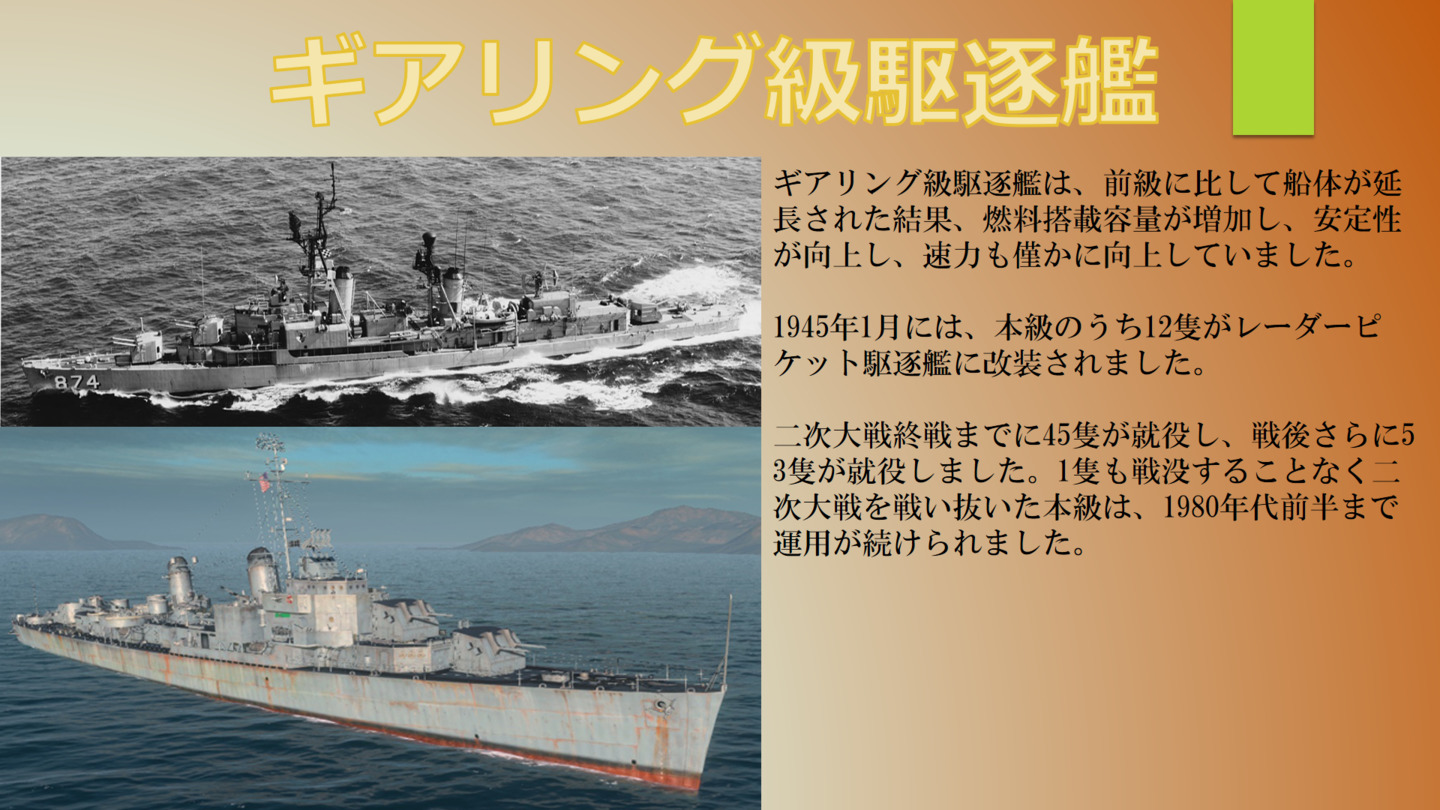 ギアリング級駆逐艦
ギアリング級駆逐艦は、前級に比して船体が延
長された結果、燃料搭載容量が増加し、安定性
が向上し、速力も僅かに向上していました。
1945年1月には、本級のうち12隻がレーダーピ
ケット駆逐艦に改装されました。
二次大戦終戦までに45隻が就役し、戦後さらに5
3隻が就役しました。1隻も戦没することなく二
次大戦を戦い抜いた本級は、1980年代前半まで
運用が続けられました。
874